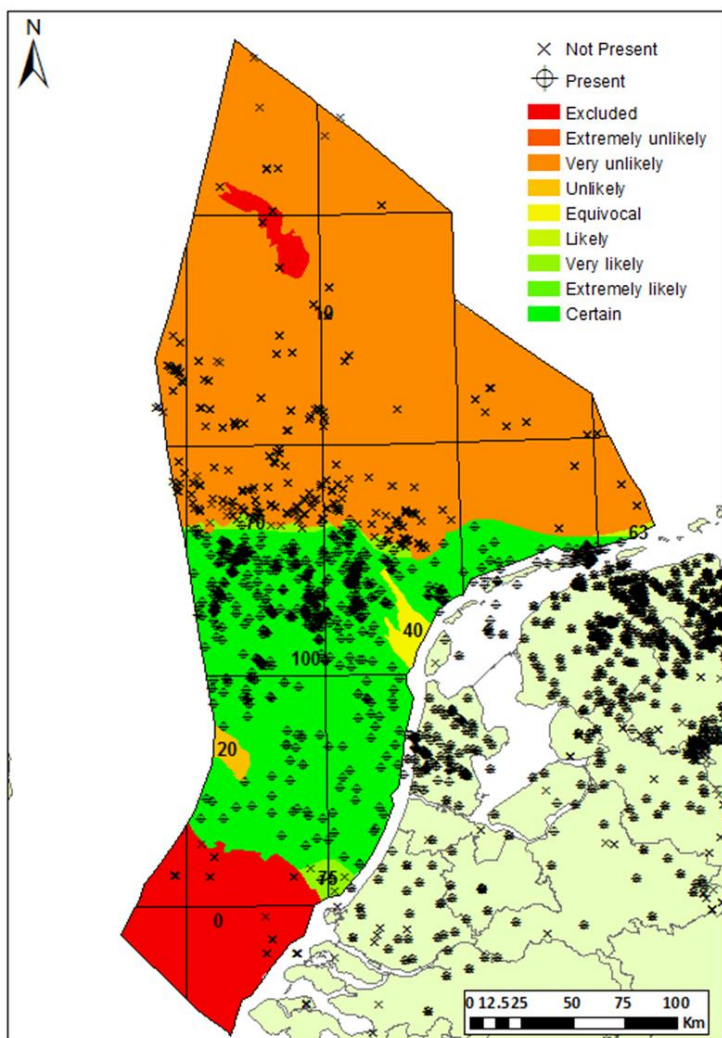 N
Not Present
Present
Excluded
Extremely unlikely
Very unlikely
Unlikely
Equivocal
Likely
Very likely
Extremely likely
Certain
10
70
63
40
100
20
75
0
0 12.5 25 50 75 100
Km